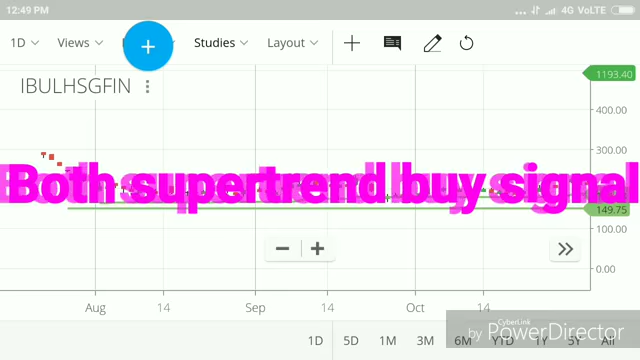 12:49 PM ... 4G VoLTE
1D Views Studies Layout
IBULHSGFIN
1193.40
400.00
300.00
Both supertrend buy signal
149.75
100.00
0.00
Aug 14 Sep 14 Oct 14
1D 5D 1M 3M 6M YTD 1Y 5Y All
CyberLink
by PowerDirector